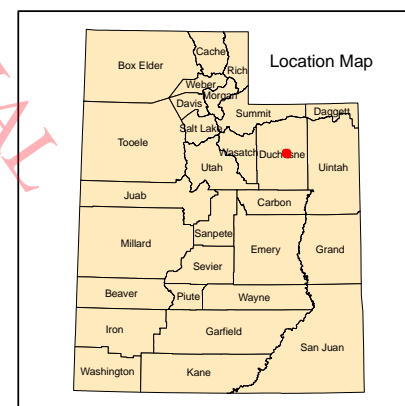 Location Map
Cache
Box Elder
Rich
Weber
Morgan
Davis
Summit
Daggett
Salt Lake
Tooele
Wasatch
Duchesne
Utah
Uintah
Juab
Carbon
Sanpete
Millard
Emery
Grand
Sevier
Beaver
Piute
Wayne
Iron
Garfield
San Juan
Washington
Kane